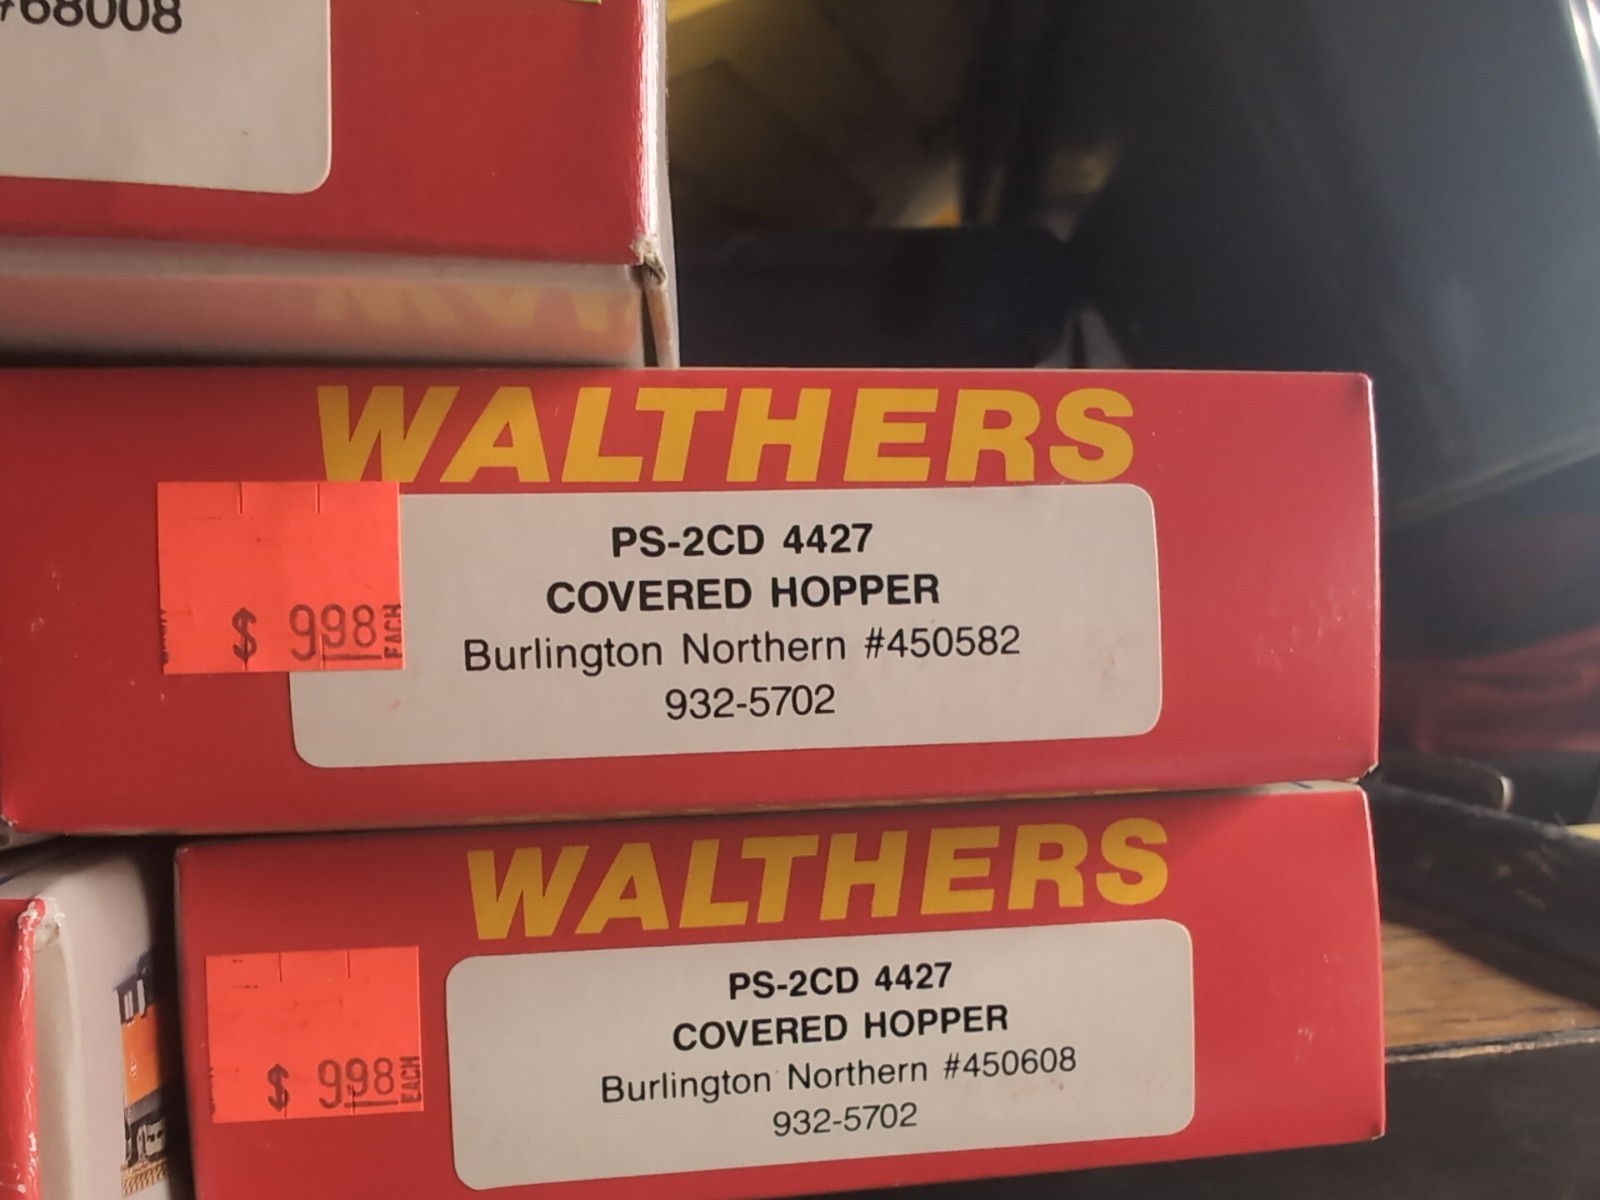 #68008
WALTHERS
PS-2CD 4427
COVERED HOPPER
Burlington Northern #450582
932-5702
$ 998 EACH
WALTHERS
PS-2CD 4427
COVERED HOPPER
Burlington Northern #450608
932-5702
$ 998 EACH